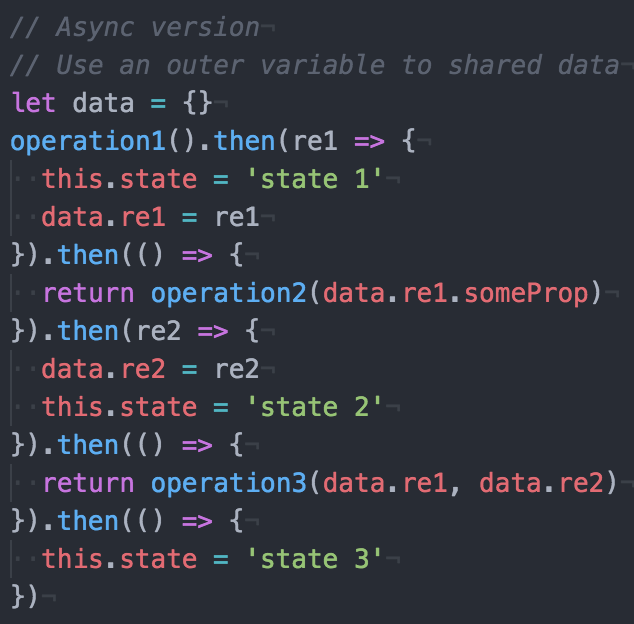 // Async version
// Use an outer variable to shared data
let data = {}
operation1().then(re1 => {
  this.state = 'state 1'
  data.re1 = re1
}).then(() => {
  return operation2(data.re1.someProp)
}).then(re2 => {
  data.re2 = re2
  this.state = 'state 2'
}).then(() => {
  return operation3(data.re1, data.re2)
}).then(() => {
  this.state = 'state 3'
})